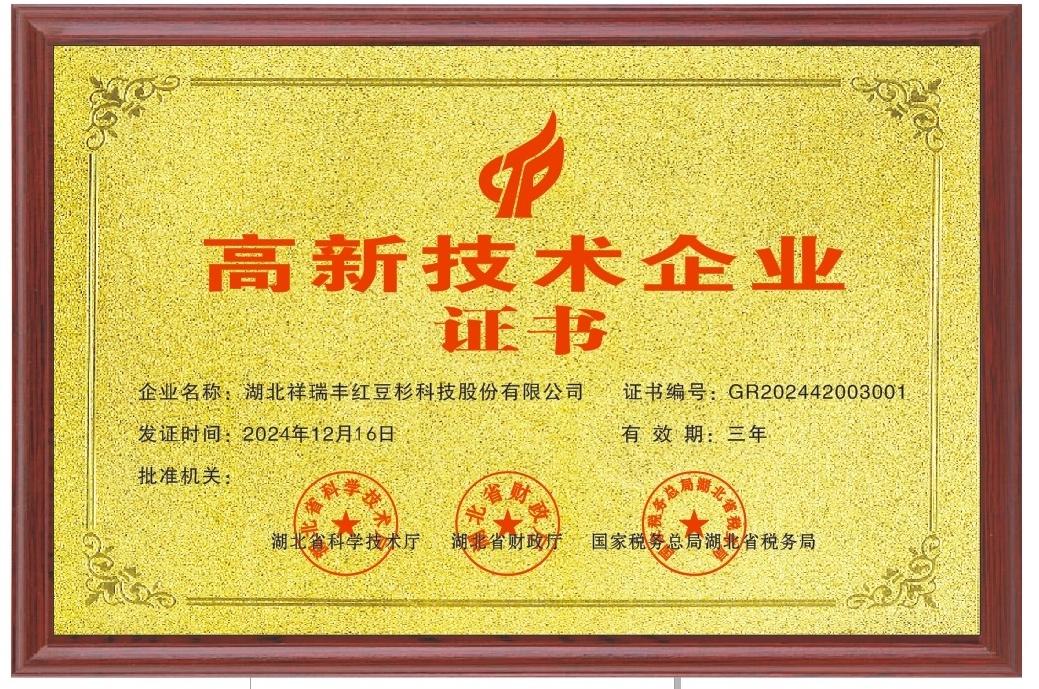 高新技术企业
证书
企业名称：湖北祥瑞丰红豆杉科技股份有限公司 证书编号：GR202442003001
发证时间：2024年12月16日 有 效 期：三年
批准机关：
湖北省科学技术厅 湖北省财政厅 国家税务总局湖北省税务局